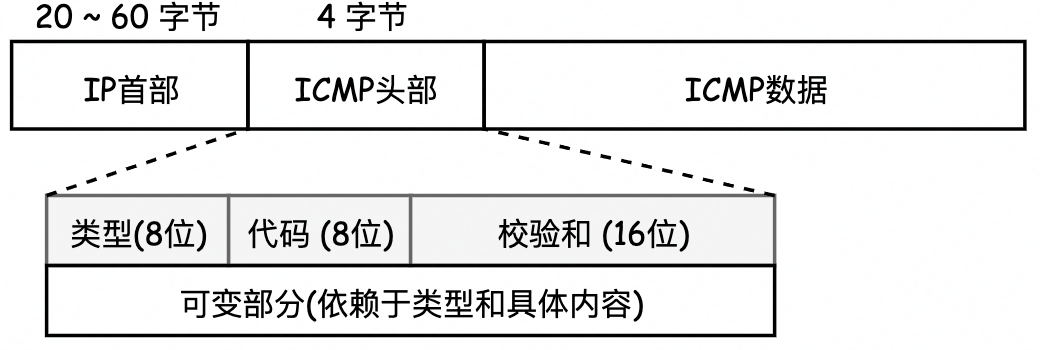 20 ~ 60 字节 4 字节
IP首部 ICMP头部 ICMP数据
类型(8位) 代码 (8位) 校验和 (16位)
可变部分(依赖于类型和具体内容)